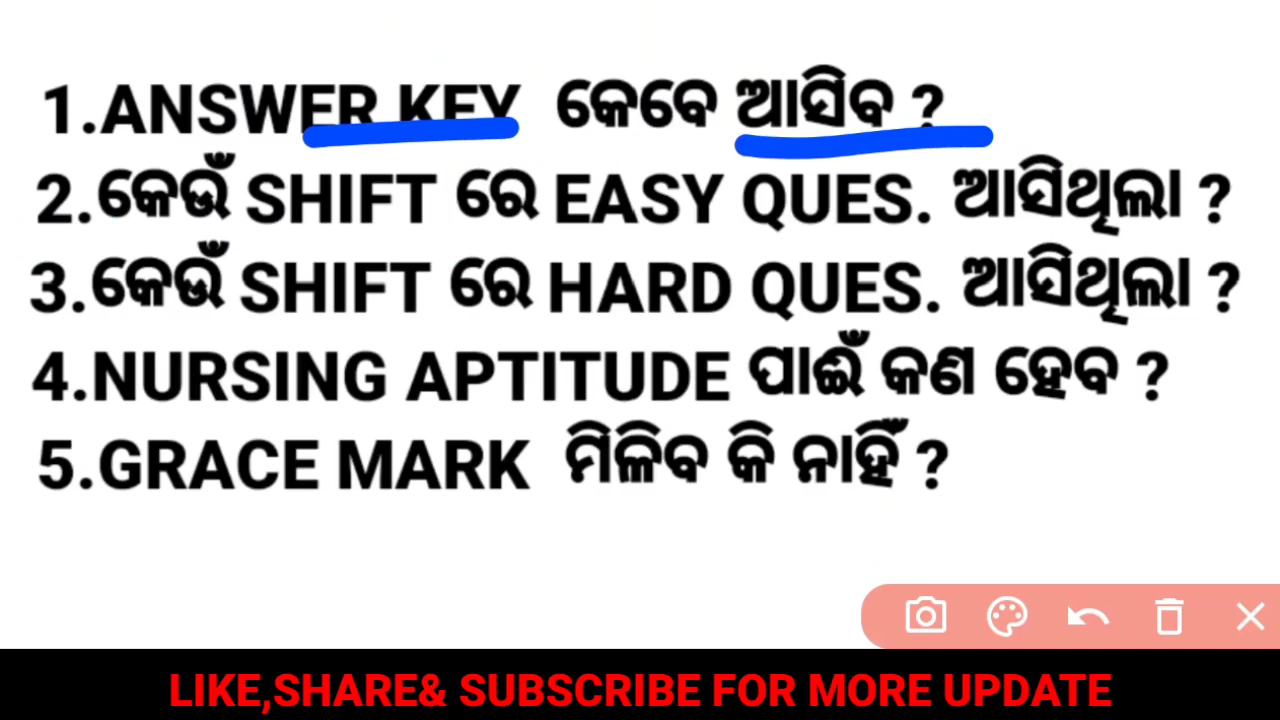 1.ANSWER KEY କେବେ ଆସିବ ?
2.କେଉଁ SHIFT ରେ EASY QUES. ଆସିଥିଲା ?
3.କେଉଁ SHIFT ରେ HARD QUES. ଆସିଥିଲା ?
4.NURSING APTITUDE ପାଇଁ କଣ ହେବ ?
5.GRACE MARK ମିଳିବ କି ନାହିଁ ?
LIKE,SHARE& SUBSCRIBE FOR MORE UPDATE